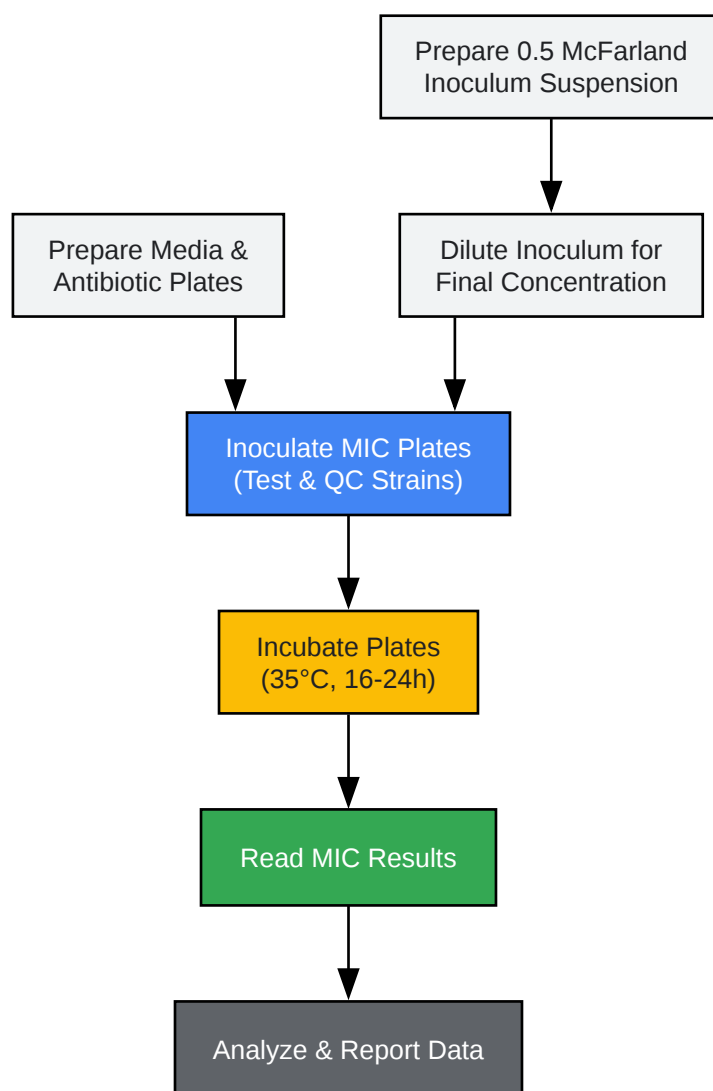 Prepare 0.5 McFarland
Inoculum Suspension
Prepare Media &
Antibiotic Plates
Dilute Inoculum for
Final Concentration
Inoculate MIC Plates
(Test & QC Strains)
Incubate Plates
(35°C, 16-24h)
Read MIC Results
Analyze & Report Data